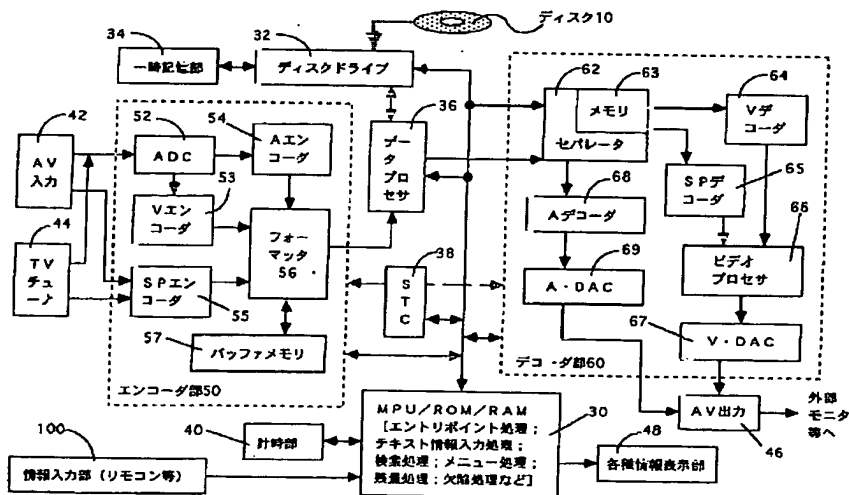 ディスク10
34
32
一時記憶部
ディスクドライブ
62
63
64
メモリ
セパレータ
Vデ
コーダ
42
52
54
36
AV
入力
ADC
Aエン
コーダ
データプロセサ
65
SPデ
コーダ
53
Vエン
コーダ
68
Aデコーダ
66
44
TV
チューナ
フォー
マッタ
56
38
STC
69
A・DAC
ビデオ
プロセサ
SPエン
コーダ
55
67
V・DAC
57
バッファメモリ
デコーダ部60
エンコーダ部50
MPU/ROM/RAM
[エントリポイント処理;
テキスト情報入力処理;
検索処理;メニュー処理;
残量処理;欠陥処理など]
30
AV出力
46
外部
モニタ
等へ
40
計時部
100
情報入力部(リモコン等)
48
各種情報表示部